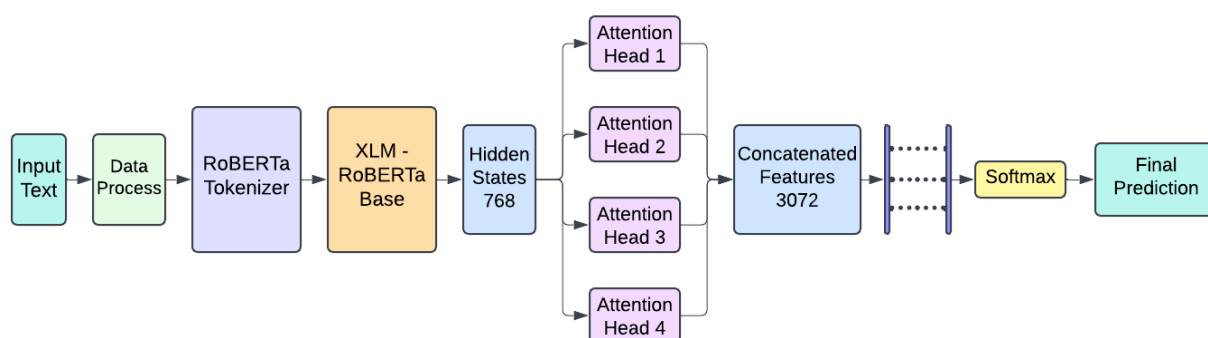 Input
Text
Data
Process
RoBERTa
Tokenizer
XLM -
RoBERTa
Base
Hidden
States
768
Attention
Head 1
Attention
Head 2
Attention
Head 3
Attention
Head 4
Concatenated
Features
3072
Softmax
Final
Prediction